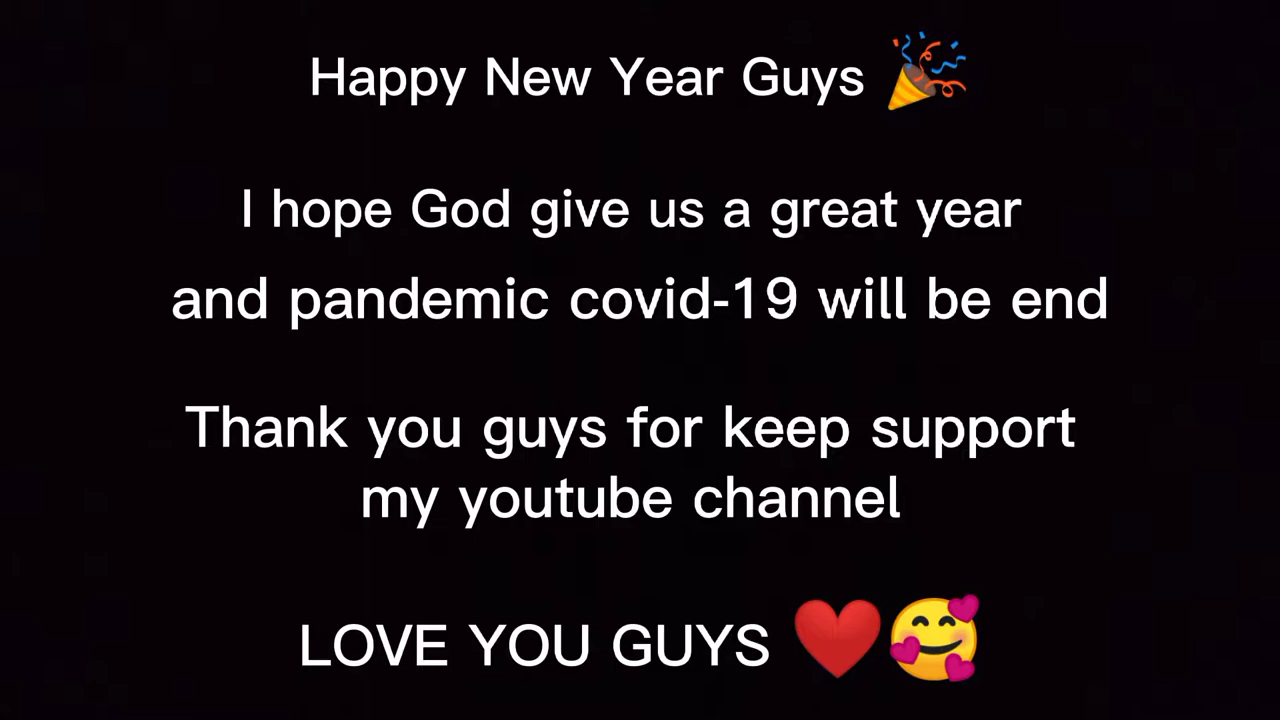 Happy New Year Guys 🎉
I hope God give us a great year
and pandemic covid-19 will be end
Thank you guys for keep support
my youtube channel
LOVE YOU GUYS ❤️🥰